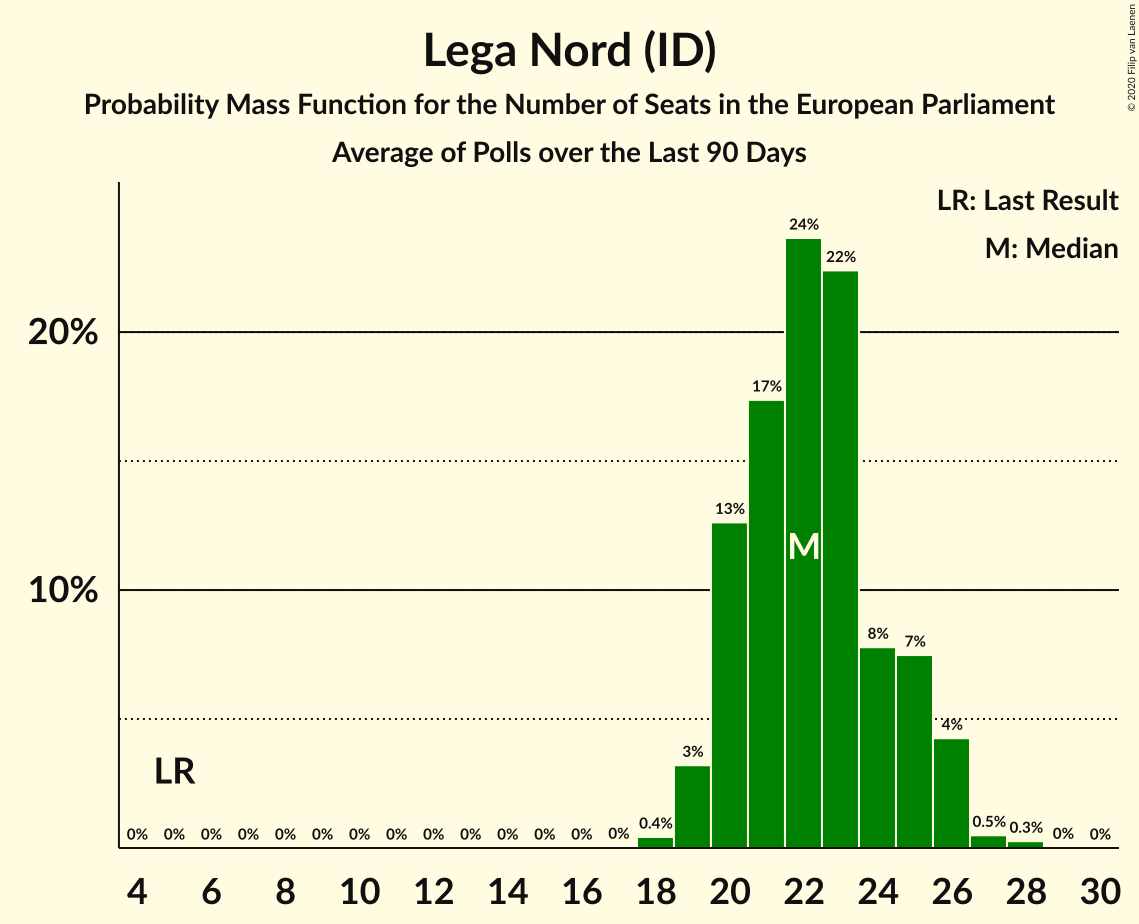 Lega Nord (ID)
Probability Mass Function for the Number of Seats in the European Parliament
Average of Polls over the Last 90 Days
© 2020 Filip van Laenen
LR: Last Result
M: Median
24%
22%
20%
17%
13%
M
10%
8%
7%
4%
3%
LR
0% 0% 0% 0% 0% 0% 0% 0% 0% 0% 0% 0% 0% 0% 0.4% 0.5% 0.3% 0% 0%
4 6 8 10 12 14 16 18 20 22 24 26 28 30